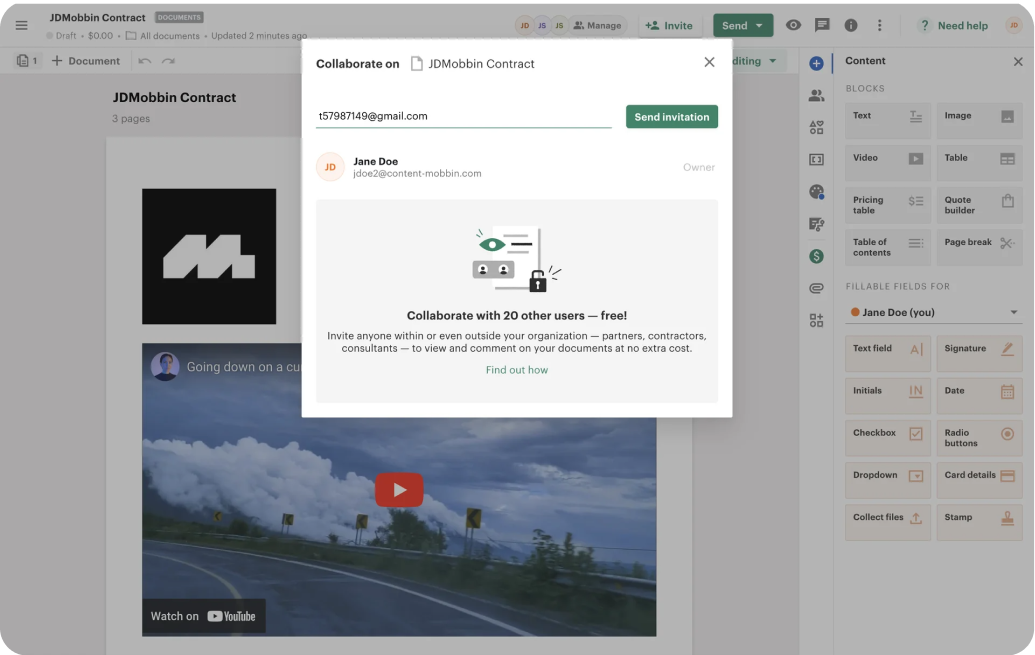 JDMobbin Contract DOCUMENTS
Draft • $0.00 • All documents • Updated 2 minutes ago
JD JS JS Manage
Invite
Send
Need help
JD
1 Document
diting
JDMobbin Contract
3 pages
Collaborate on JDMobbin Contract
t57987149@gmail.com
Send invitation
JD
Jane Doe
jdoe2@content-mobbin.com
Owner
Collaborate with 20 other users — free!
Invite anyone within or even outside your organization — partners, contractors,
consultants — to view and comment on your documents at no extra cost.
Find out how
Going down on a cu
Watch on YouTube
Content
BLOCKS
Text
Image
Video
Table
Pricing
table
Quote
builder
Table of
contents
Page break
FILLABLE FIELDS FOR
Jane Doe (you)
Text field
Signature
Initials
Date
Checkbox
Radio
buttons
Dropdown
Card details
Collect files
Stamp